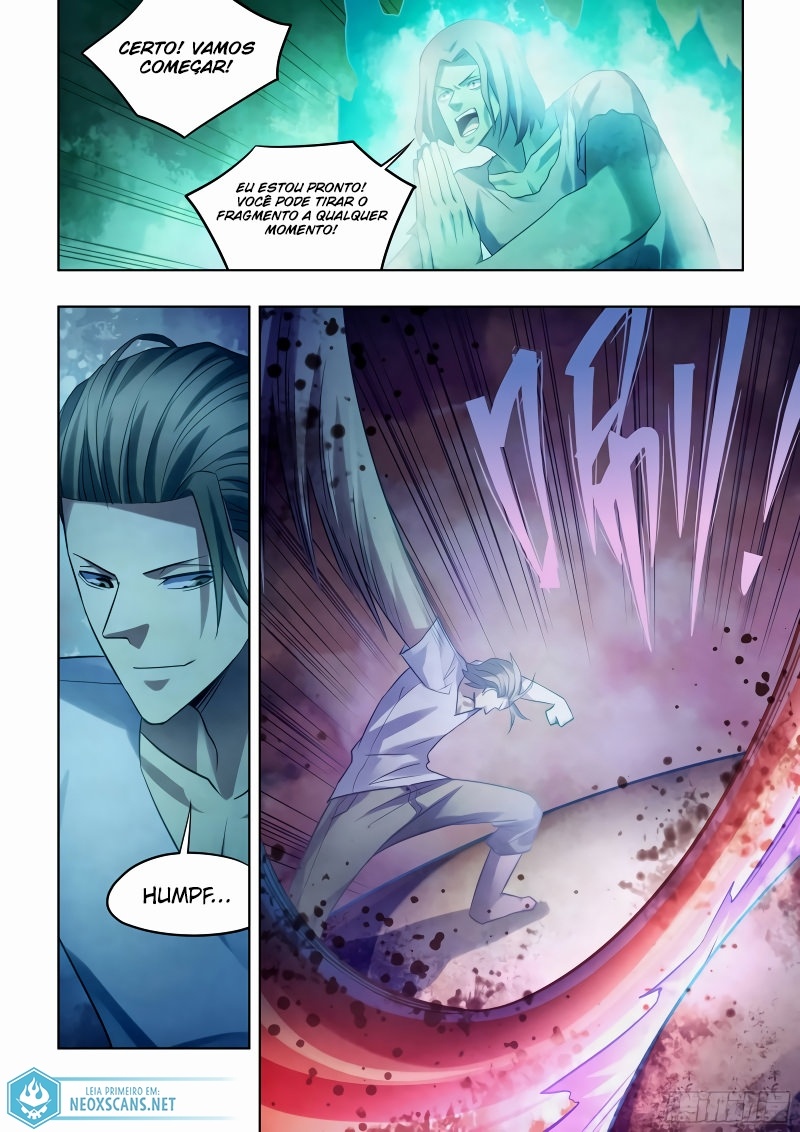 CERTO! VAMOS
COMEÇAR!
EU ESTOU PRONTO!
VOCÊ PODE TIRAR O
FRAGMENTO A QUALQUER
MOMENTO!
HUMPF...
LEIA PRIMEIRO EM:
NEOXSCANS.NET